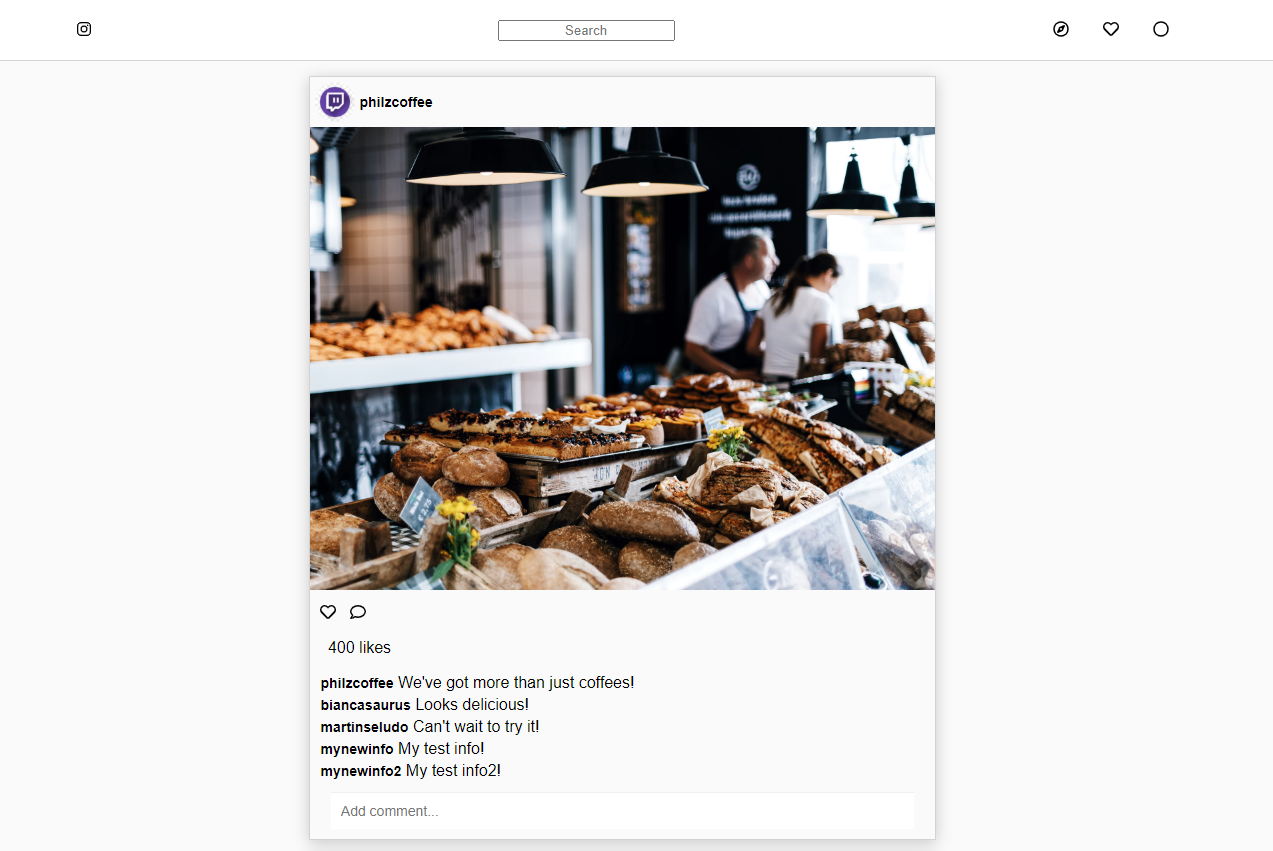 Search
philzcoffee
400 likes
philzcoffee We've got more than just coffees!
biancasaurus Looks delicious!
martinseludo Can't wait to try it!
mynewinfo My test info!
mynewinfo2 My test info2!
Add comment...